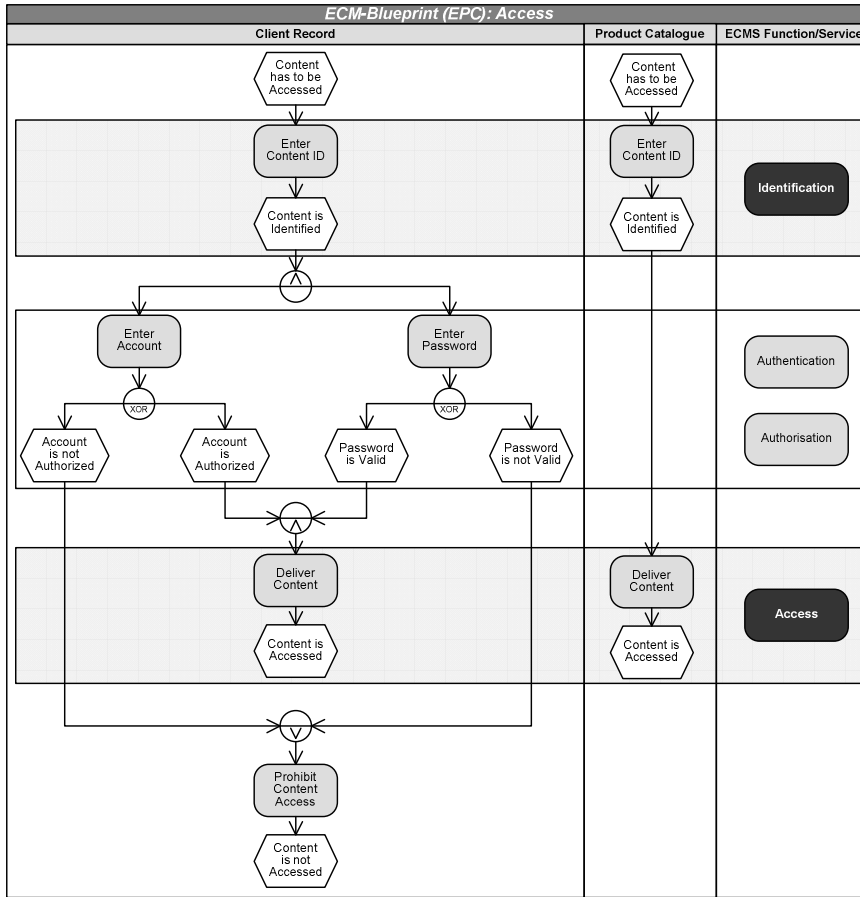 ECM-Blueprint (EPC): Access
Client Record
Product Catalogue
ECMS Function/Service
Content
has to be
Accessed
Content
has to be
Accessed
Enter
Content ID
Enter
Content ID
Identification
Content is
Identified
Content is
Identified
Enter
Account
Enter
Password
Authentication
XOR
XOR
Account
is not
Authorized
Account
is
Authorized
Password
is Valid
Password
is not Valid
Authorisation
Deliver
Content
Deliver
Content
Access
Content is
Accessed
Content is
Accessed
Prohibit
Content
Access
Content
is not
Accessed